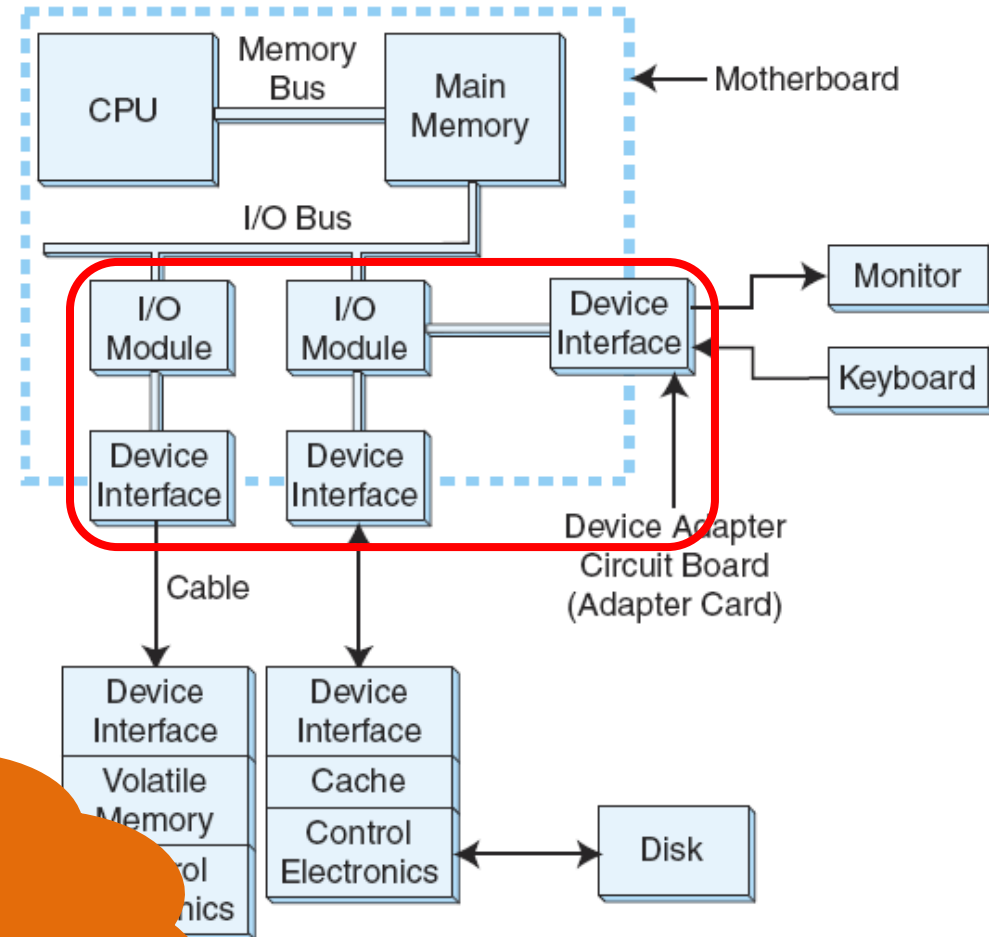 CPU
Memory
Bus
Main
Memory
Motherboard
I/O Bus
I/O
Module
I/O
Module
Device
Interface
Monitor
Keyboard
Device
Interface
Device
Interface
Device Adapter
Circuit Board
(Adapter Card)
Cable
Device
Interface
Volatile
Memory
Device
Interface
Cache
Control
Electronics
Disk